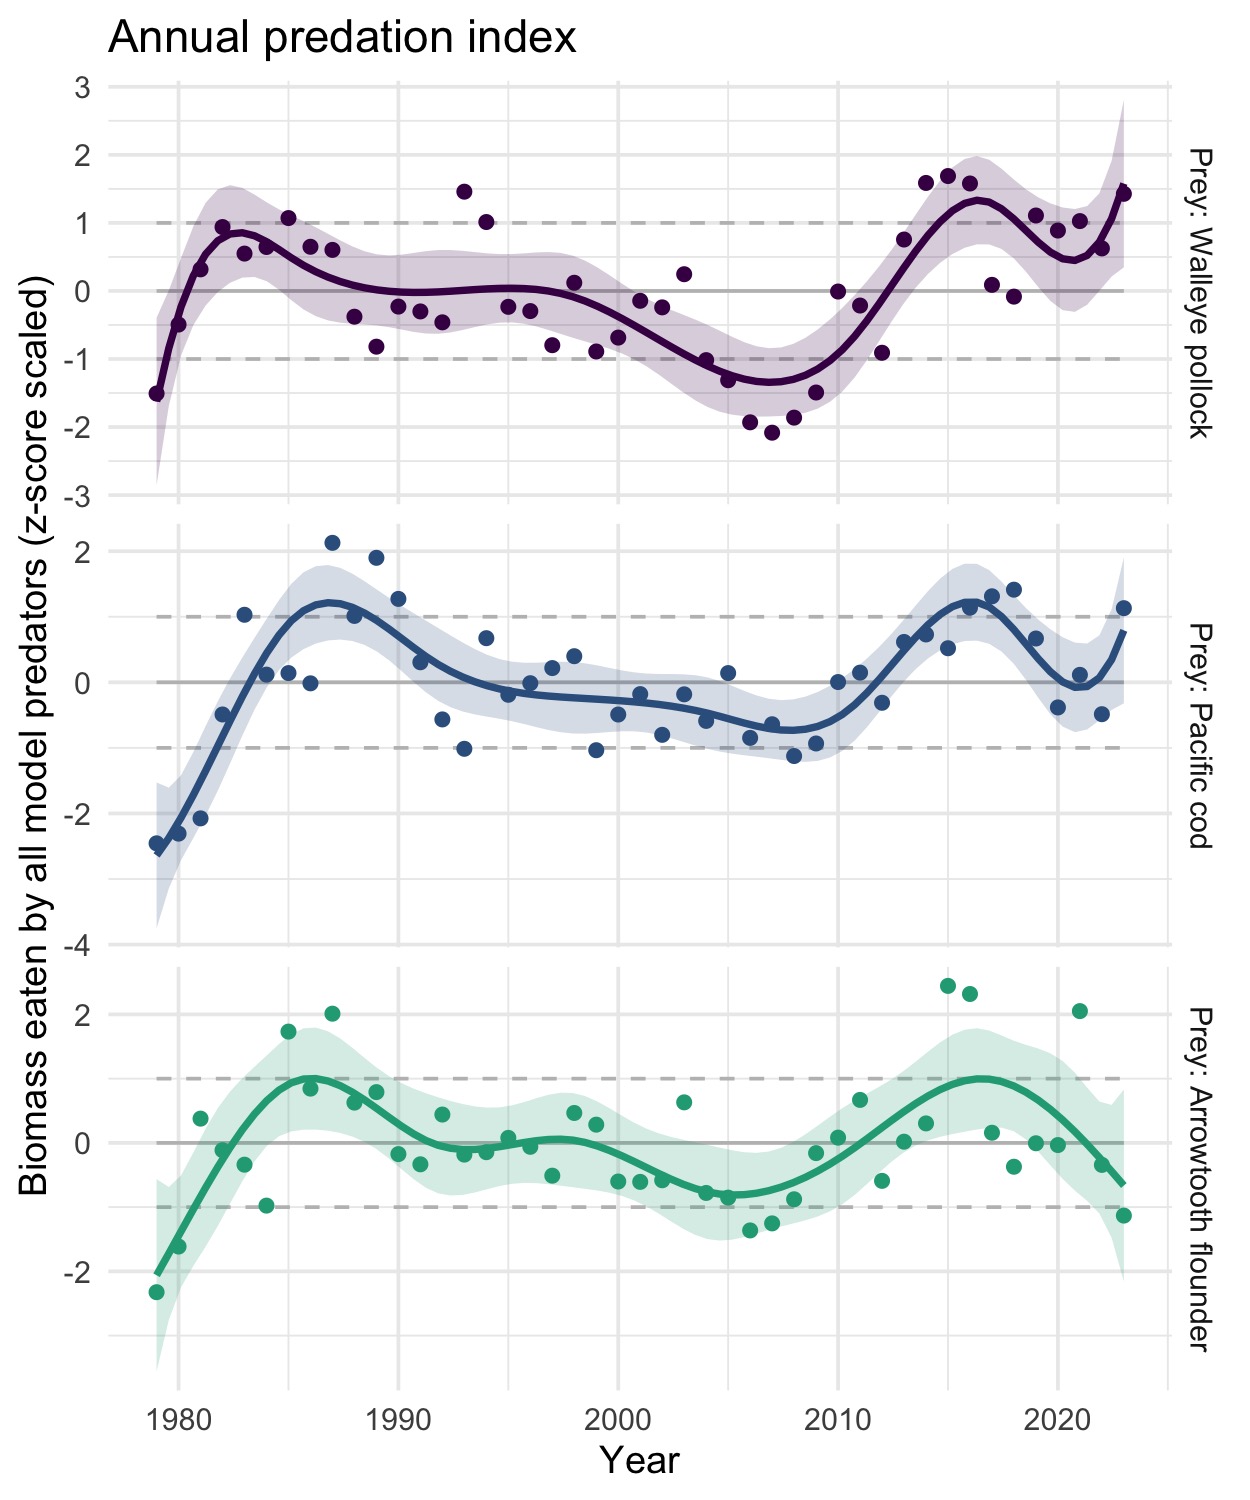 Annual predation index
Biomass eaten by all model predators (z-score scaled)
3
2
1
0
-1
-2
-3
Prey: Walleye pollock
2
0
-2
-4
Prey: Pacific cod
2
0
-2
Prey: Arrowtooth flounder
1980 1990 2000 2010 2020
Year